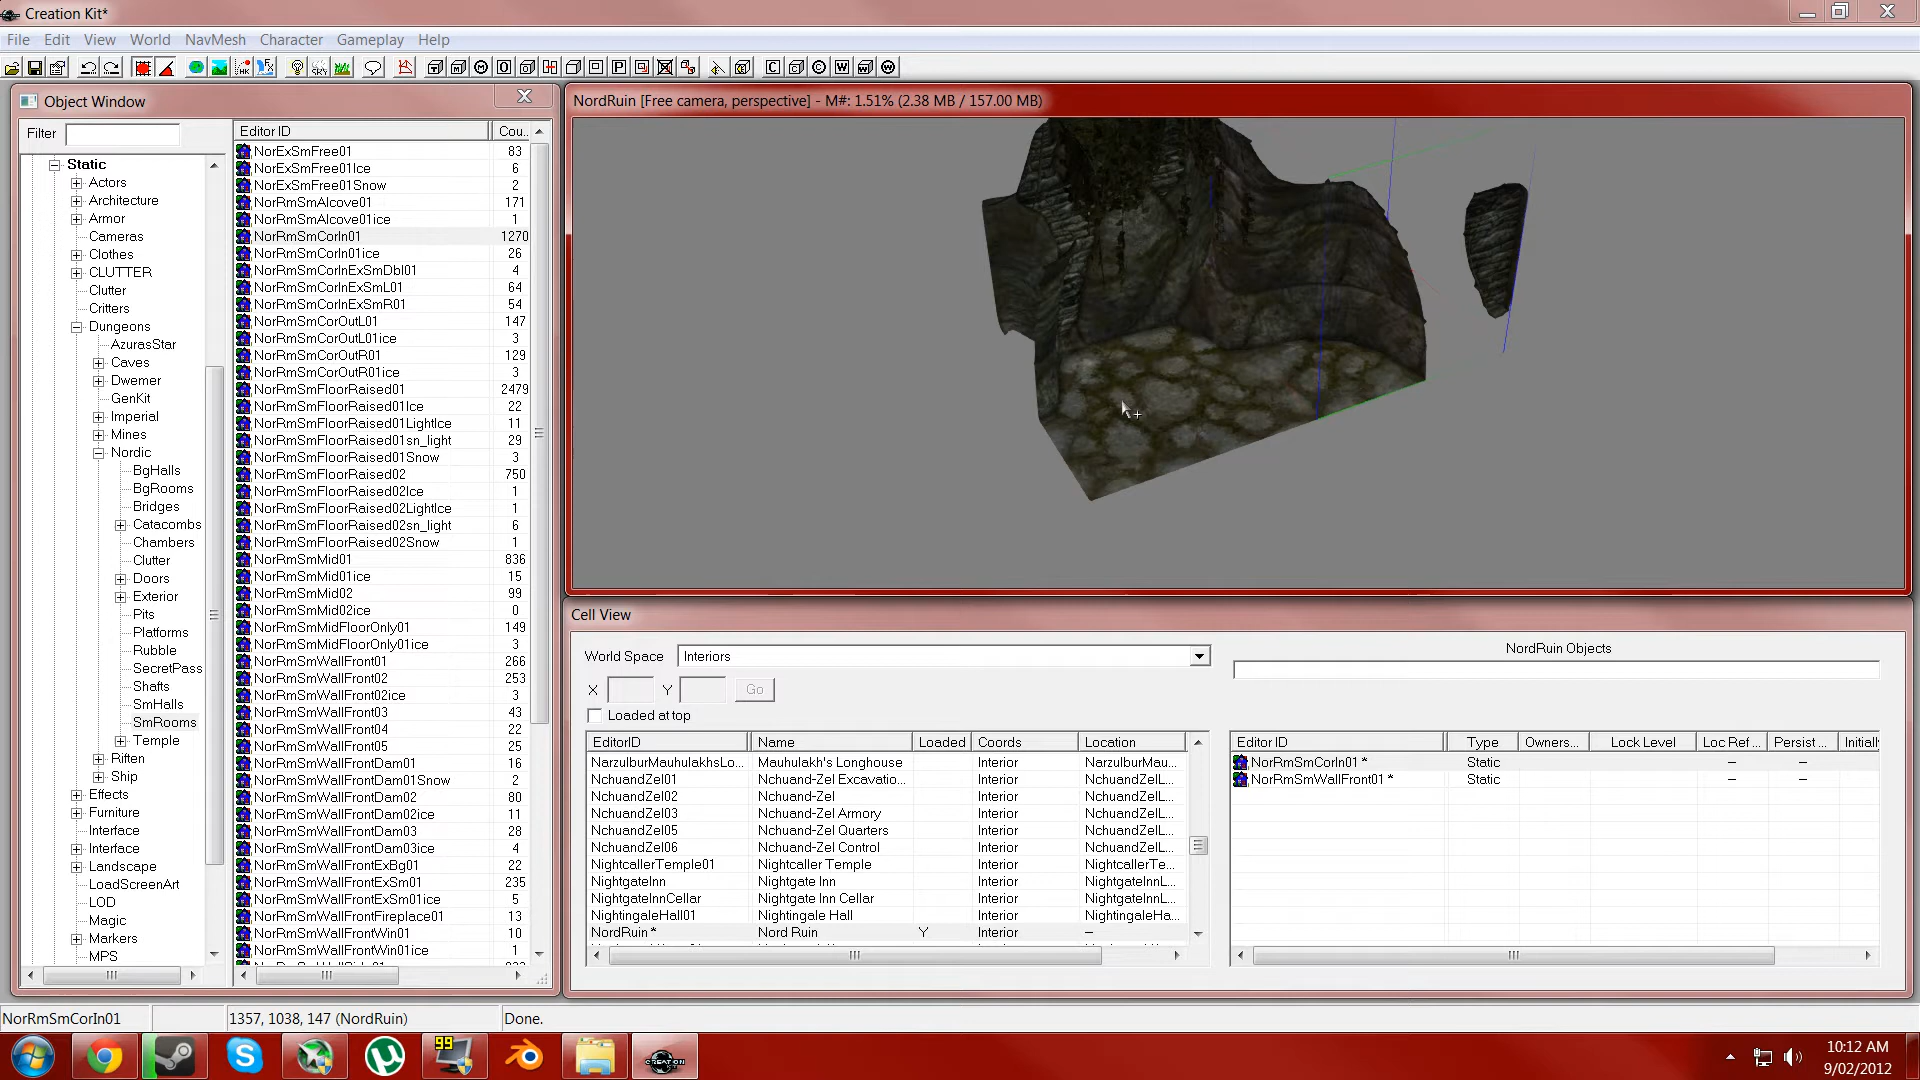 Creation Kit*
File Edit View World NavMesh Character Gameplay Help
Object Window
Filter
Static
Actors
Architecture
Armor
Cameras
Clothes
CLUTTER
Clutter
Critters
Dungeons
AzurasStar
Caves
Dwemer
GenKit
Imperial
Mines
Nordic
BgHalls
BgRooms
Bridges
Catacombs
Chambers
Clutter
Doors
Exterior
Pits
Platforms
Rubble
SecretPass
Shafts
SmHalls
SmRooms
Temple
Riften
Ship
Effects
Furniture
Interface
Interface
Landscape
LoadScreenArt
LOD
Magic
Markers
MPS
Editor ID Cou...
NorExSmFree01 83
NorExSmFree01Ice 6
NorExSmFree01Snow 2
NorRmSmAlcove01 171
NorRmSmAlcove01ice 1
NorRmSmCorIn01 1270
NorRmSmCorIn01ice 26
NorRmSmCorInExSmDbl01 4
NorRmSmCorInExSmL01 64
NorRmSmCorInExSmR01 54
NorRmSmCorOutL01 147
NorRmSmCorOutL01ice 3
NorRmSmCorOutR01 129
NorRmSmCorOutR01ice 3
NorRmSmFloorRaised01 2479
NorRmSmFloorRaised01Ice 22
NorRmSmFloorRaised01LightIce 11
NorRmSmFloorRaised01sn_light 29
NorRmSmFloorRaised01Snow 3
NorRmSmFloorRaised02 750
NorRmSmFloorRaised02Ice 1
NorRmSmFloorRaised02LightIce 1
NorRmSmFloorRaised02sn_light 6
NorRmSmFloorRaised02Snow 3
NorRmSmMid01 836
NorRmSmMid01ice 15
NorRmSmMid02 99
NorRmSmMid02ice 0
NorRmSmMidFloorOnly01 149
NorRmSmMidFloorOnly01ice 3
NorRmSmWallFront01 266
NorRmSmWallFront02 253
NorRmSmWallFront02ice 3
NorRmSmWallFront03 43
NorRmSmWallFront04 22
NorRmSmWallFront05 25
NorRmSmWallFrontDam01 16
NorRmSmWallFrontDam01Snow 2
NorRmSmWallFrontDam02 80
NorRmSmWallFrontDam02ice 11
NorRmSmWallFrontDam03 28
NorRmSmWallFrontDam03ice 4
NorRmSmWallFrontExBg01 22
NorRmSmWallFrontExSm01 235
NorRmSmWallFrontExSm01ice 5
NorRmSmWallFrontFireplace01 13
NorRmSmWallFrontWin01 10
NorRmSmWallFrontWin01ice 1
NordRuin [Free camera, perspective] - M#: 1.51% (2.38 MB / 157.00 MB)
Cell View
World Space Interiors
X Y Go
Loaded at top
EditorID Name Loaded Coords Location
NarzulburMauhulakhsLo... Mauhulakh's Longhouse Interior NarzulburMau...
NchuandZel01 Nchuand-Zel Excavatio... Interior NchuandZelL...
NchuandZel02 Nchuand-Zel Interior NchuandZelL...
NchuandZel03 Nchuand-Zel Armory Interior NchuandZelL...
NchuandZel05 Nchuand-Zel Quarters Interior NchuandZelL...
NchuandZel06 Nchuand-Zel Control Interior NchuandZelL...
NightcallerTemple01 Nightcaller Temple Interior NightcallerTe...
NightgateInn Nightgate Inn Interior NightgateInnL...
NightgateInnCellar Nightgate Inn Cellar Interior NightgateInnL...
NightingaleHall01 Nightingale Hall Interior NightingaleHa...
NordRuin * Nord Ruin Y Interior –
NordRuin Objects
Editor ID Type Owners... Lock Level Loc Ref ... Persist ... Initially
NorRmSmCorIn01 * Static – –
NorRmSmWallFront01 * Static – –
NorRmSmCorIn01 1357, 1038, 147 (NordRuin) Done.
99
CREATION
10:12 AM
9/02/2012